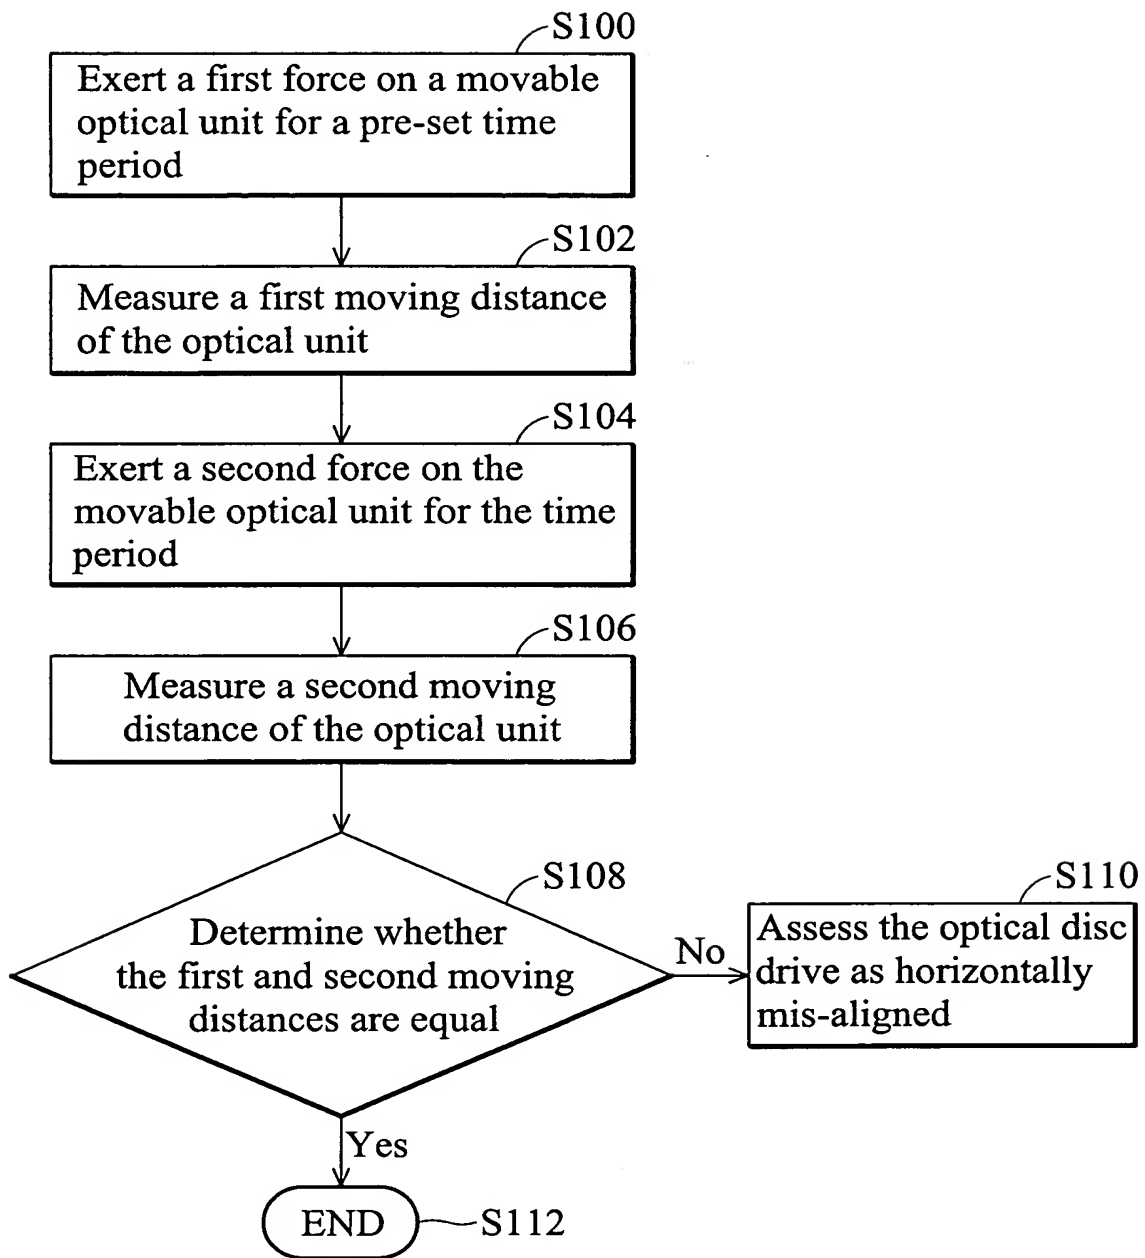 S100
Exert a first force on a movable
optical unit for a pre-set time
period
S102
Measure a first moving distance
of the optical unit
S104
Exert a second force on the
movable optical unit for the time
period
S106
Measure a second moving
distance of the optical unit
S108
Determine whether
the first and second moving
distances are equal
No
S110
Assess the optical disc
drive as horizontally
mis-aligned
Yes
END
S112